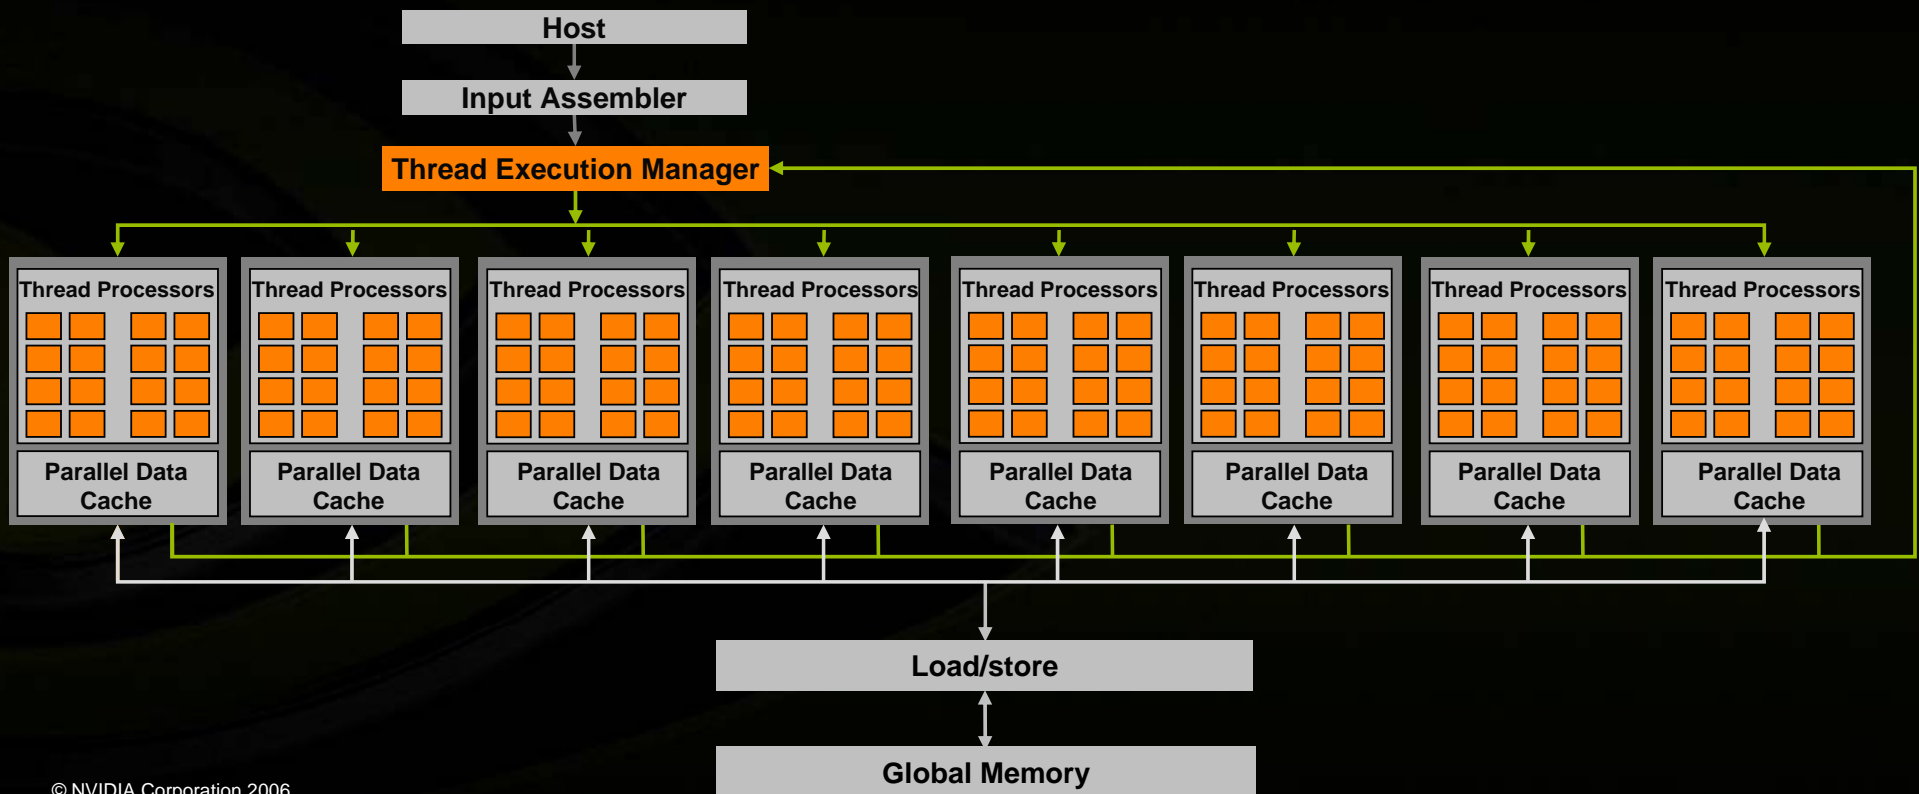 Host
Input Assembler
Thread Execution Manager
Thread Processors
Thread Processors
Thread Processors
Thread Processors
Thread Processors
Thread Processors
Thread Processors
Thread Processors
Parallel Data
Cache
Parallel Data
Cache
Parallel Data
Cache
Parallel Data
Cache
Parallel Data
Cache
Parallel Data
Cache
Parallel Data
Cache
Parallel Data
Cache
Load/store
Global Memory
© NVIDIA Corporation 2006